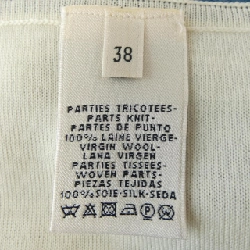 38
PARTIES TRICOTEES-
PARTS KNIT-
PARTES DE PUNTO
100% LAINE VIERGE-
VIRGIN WOOL-
LANA VIRGEN
PARTIES TISSEES-
WOVEN PARTS-
PIEZAS TEJIDAS
100% SOIE-SILK-SEDA
P